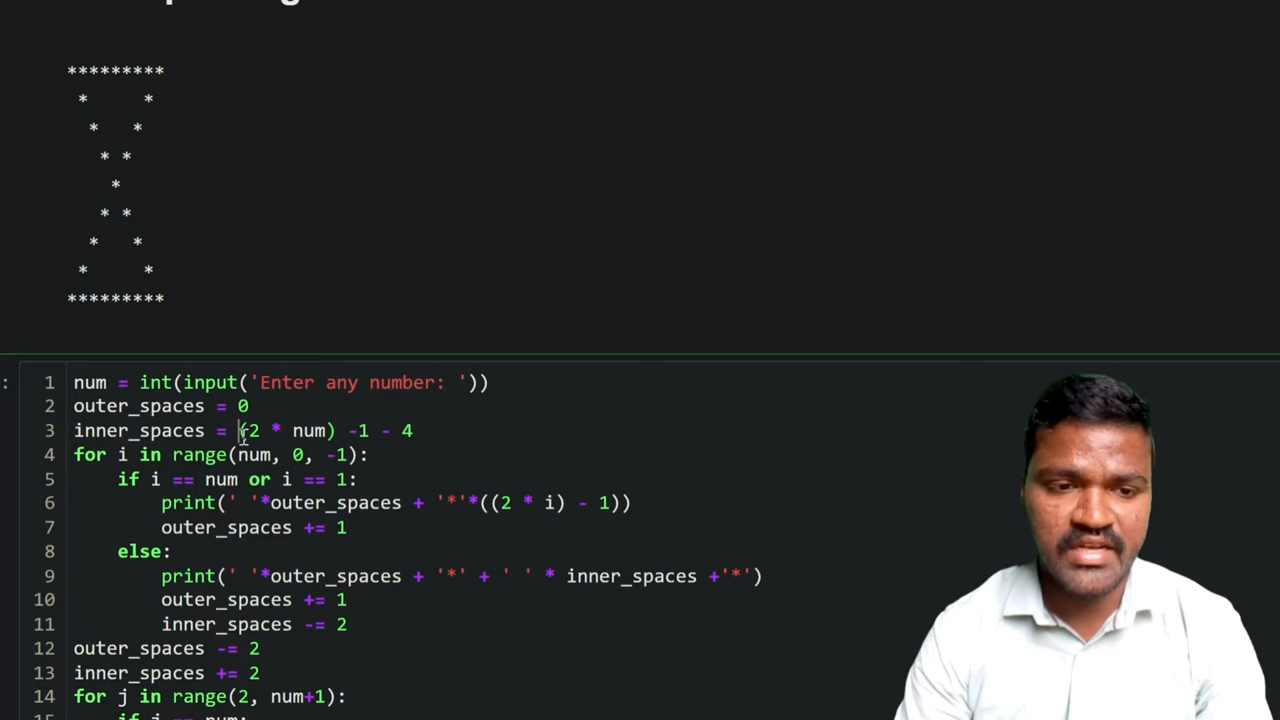 *********
 *     *
  *   *
   * *
    *
   * *
  *   *
 *     *
*********
:
1 num = int(input('Enter any number: '))
2 outer_spaces = 0
3 inner_spaces = (2 * num) -1 - 4
4 for i in range(num, 0, -1):
5     if i == num or i == 1:
6         print(' '*outer_spaces + '*'*((2 * i) - 1))
7         outer_spaces += 1
8     else:
9         print(' '*outer_spaces + '*' + ' ' * inner_spaces +'*')
10         outer_spaces += 1
11         inner_spaces -= 2
12 outer_spaces -= 2
13 inner_spaces += 2
14 for j in range(2, num+1):
15     if j == num: